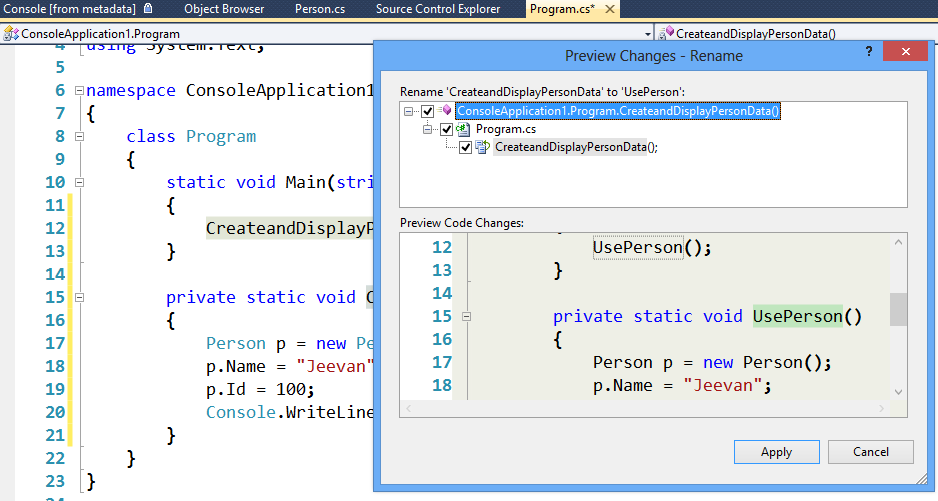 Console [from metadata] Object Browser Person.cs Source Control Explorer Program.cs* ✕
ConsoleApplication1.Program CreateandDisplayPersonData()
4 using System.Text;
5
6 namespace ConsoleApplication1
7 {
8 class Program
9 {
10 static void Main(stri
11 {
12 CreateandDisplayP
13 }
14
15 private static void C
16 {
17 Person p = new Pe
18 p.Name = "Jeevan"
19 p.Id = 100;
20 Console.WriteLine
21 }
22 }
23 }
24
Preview Changes - Rename
?
Rename 'CreateandDisplayPersonData' to 'UsePerson':
ConsoleApplication1.Program.CreateandDisplayPersonData()
Program.cs
CreateandDisplayPersonData();
Preview Code Changes:
12 UsePerson();
13 }
14
15 private static void UsePerson()
16 {
17 Person p = new Person();
18 p.Name = "Jeevan";
Apply Cancel